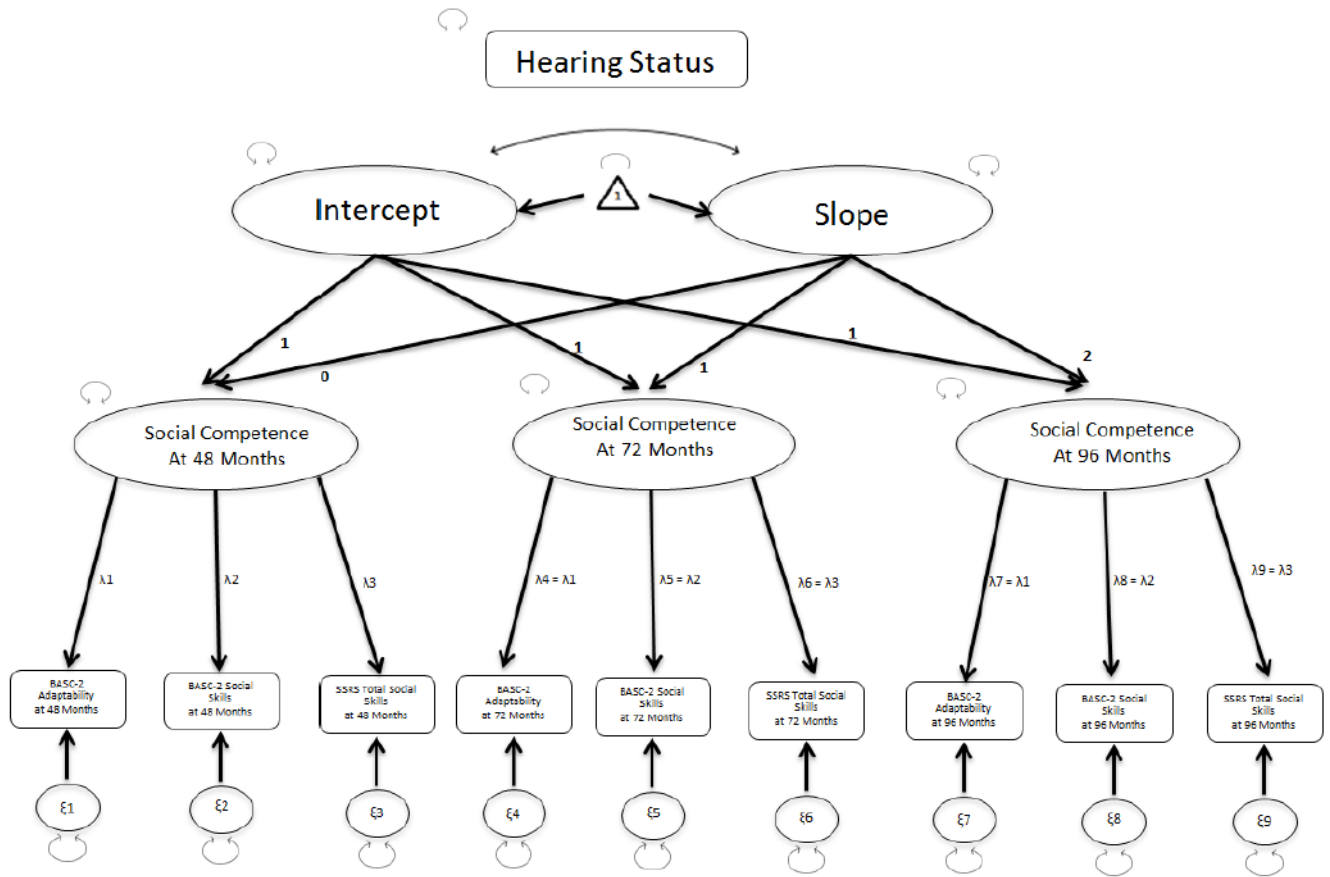 Hearing Status
Intercept
1
Slope
1
0
1
1
1
2
Social Competence
At 48 Months
Social Competence
At 72 Months
Social Competence
At 96 Months
λ1
λ2
λ3
λ4 = λ1
λ5 = λ2
λ6 = λ3
λ7 = λ1
λ8 = λ2
λ9 = λ3
BASC-2
Adaptability
at 48 Months
BASC-2 Social
Skills
at 48 Months
SSRS Total Social
Skills
at 48 Months
BASC-2
Adaptability
at 72 Months
BASC-2 Social
Skills
at 72 Months
SSRS Total Social
Skills
at 72 Months
BASC-2
Adaptability
at 96 Months
BASC-2 Social
Skills
at 96 Months
SSRS Total Social
Skills
at 96 Months
ξ1
ξ2
ξ3
ξ4
ξ5
ξ6
ξ7
ξ8
ξ9